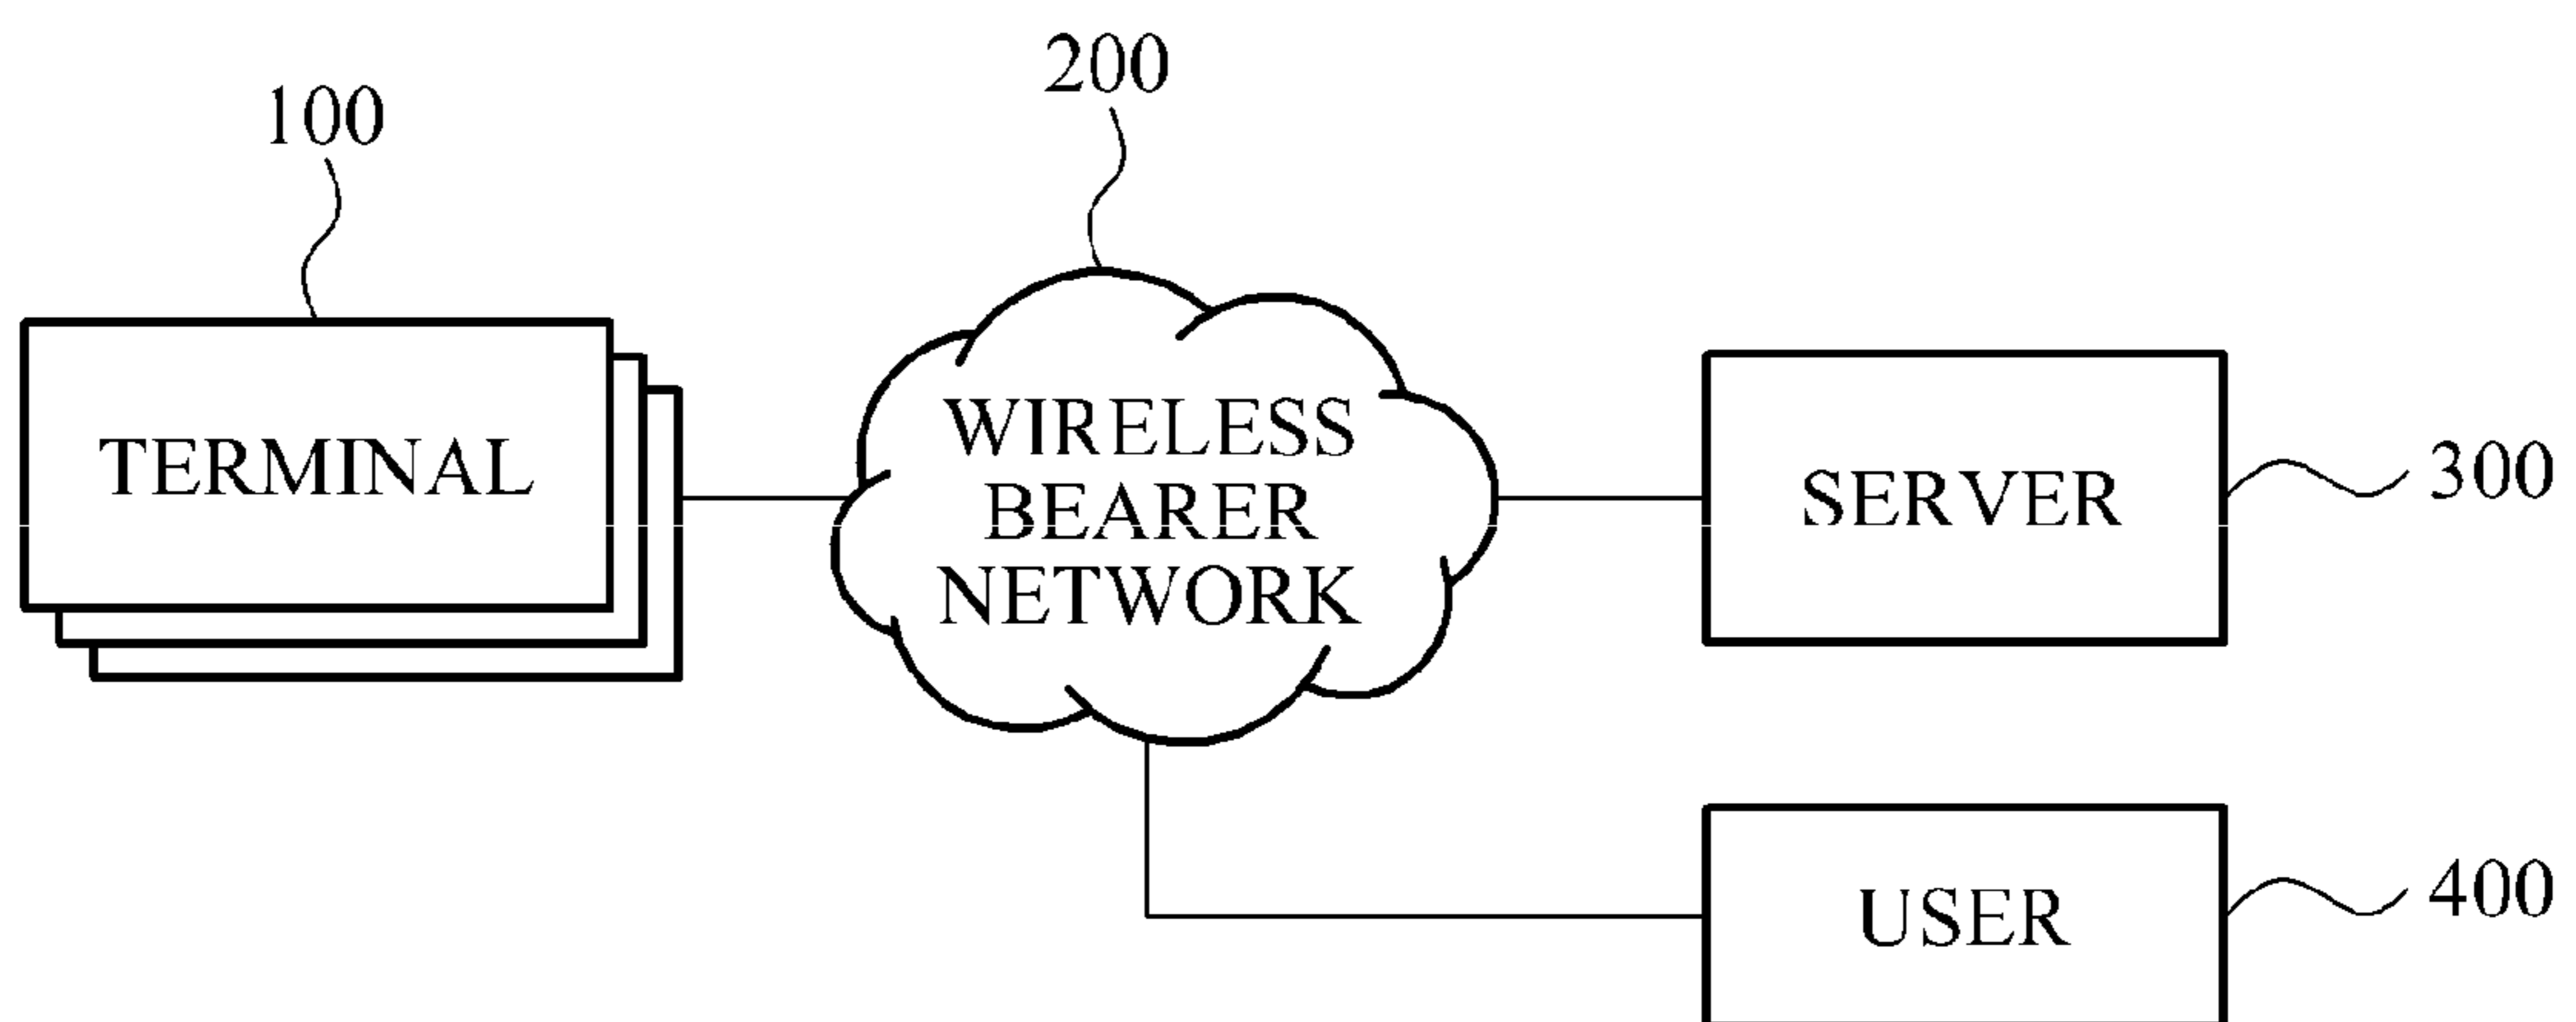 200
100
WIRELESS
BEARER
NETWORK
TERMINAL
SERVER
300
USER
400